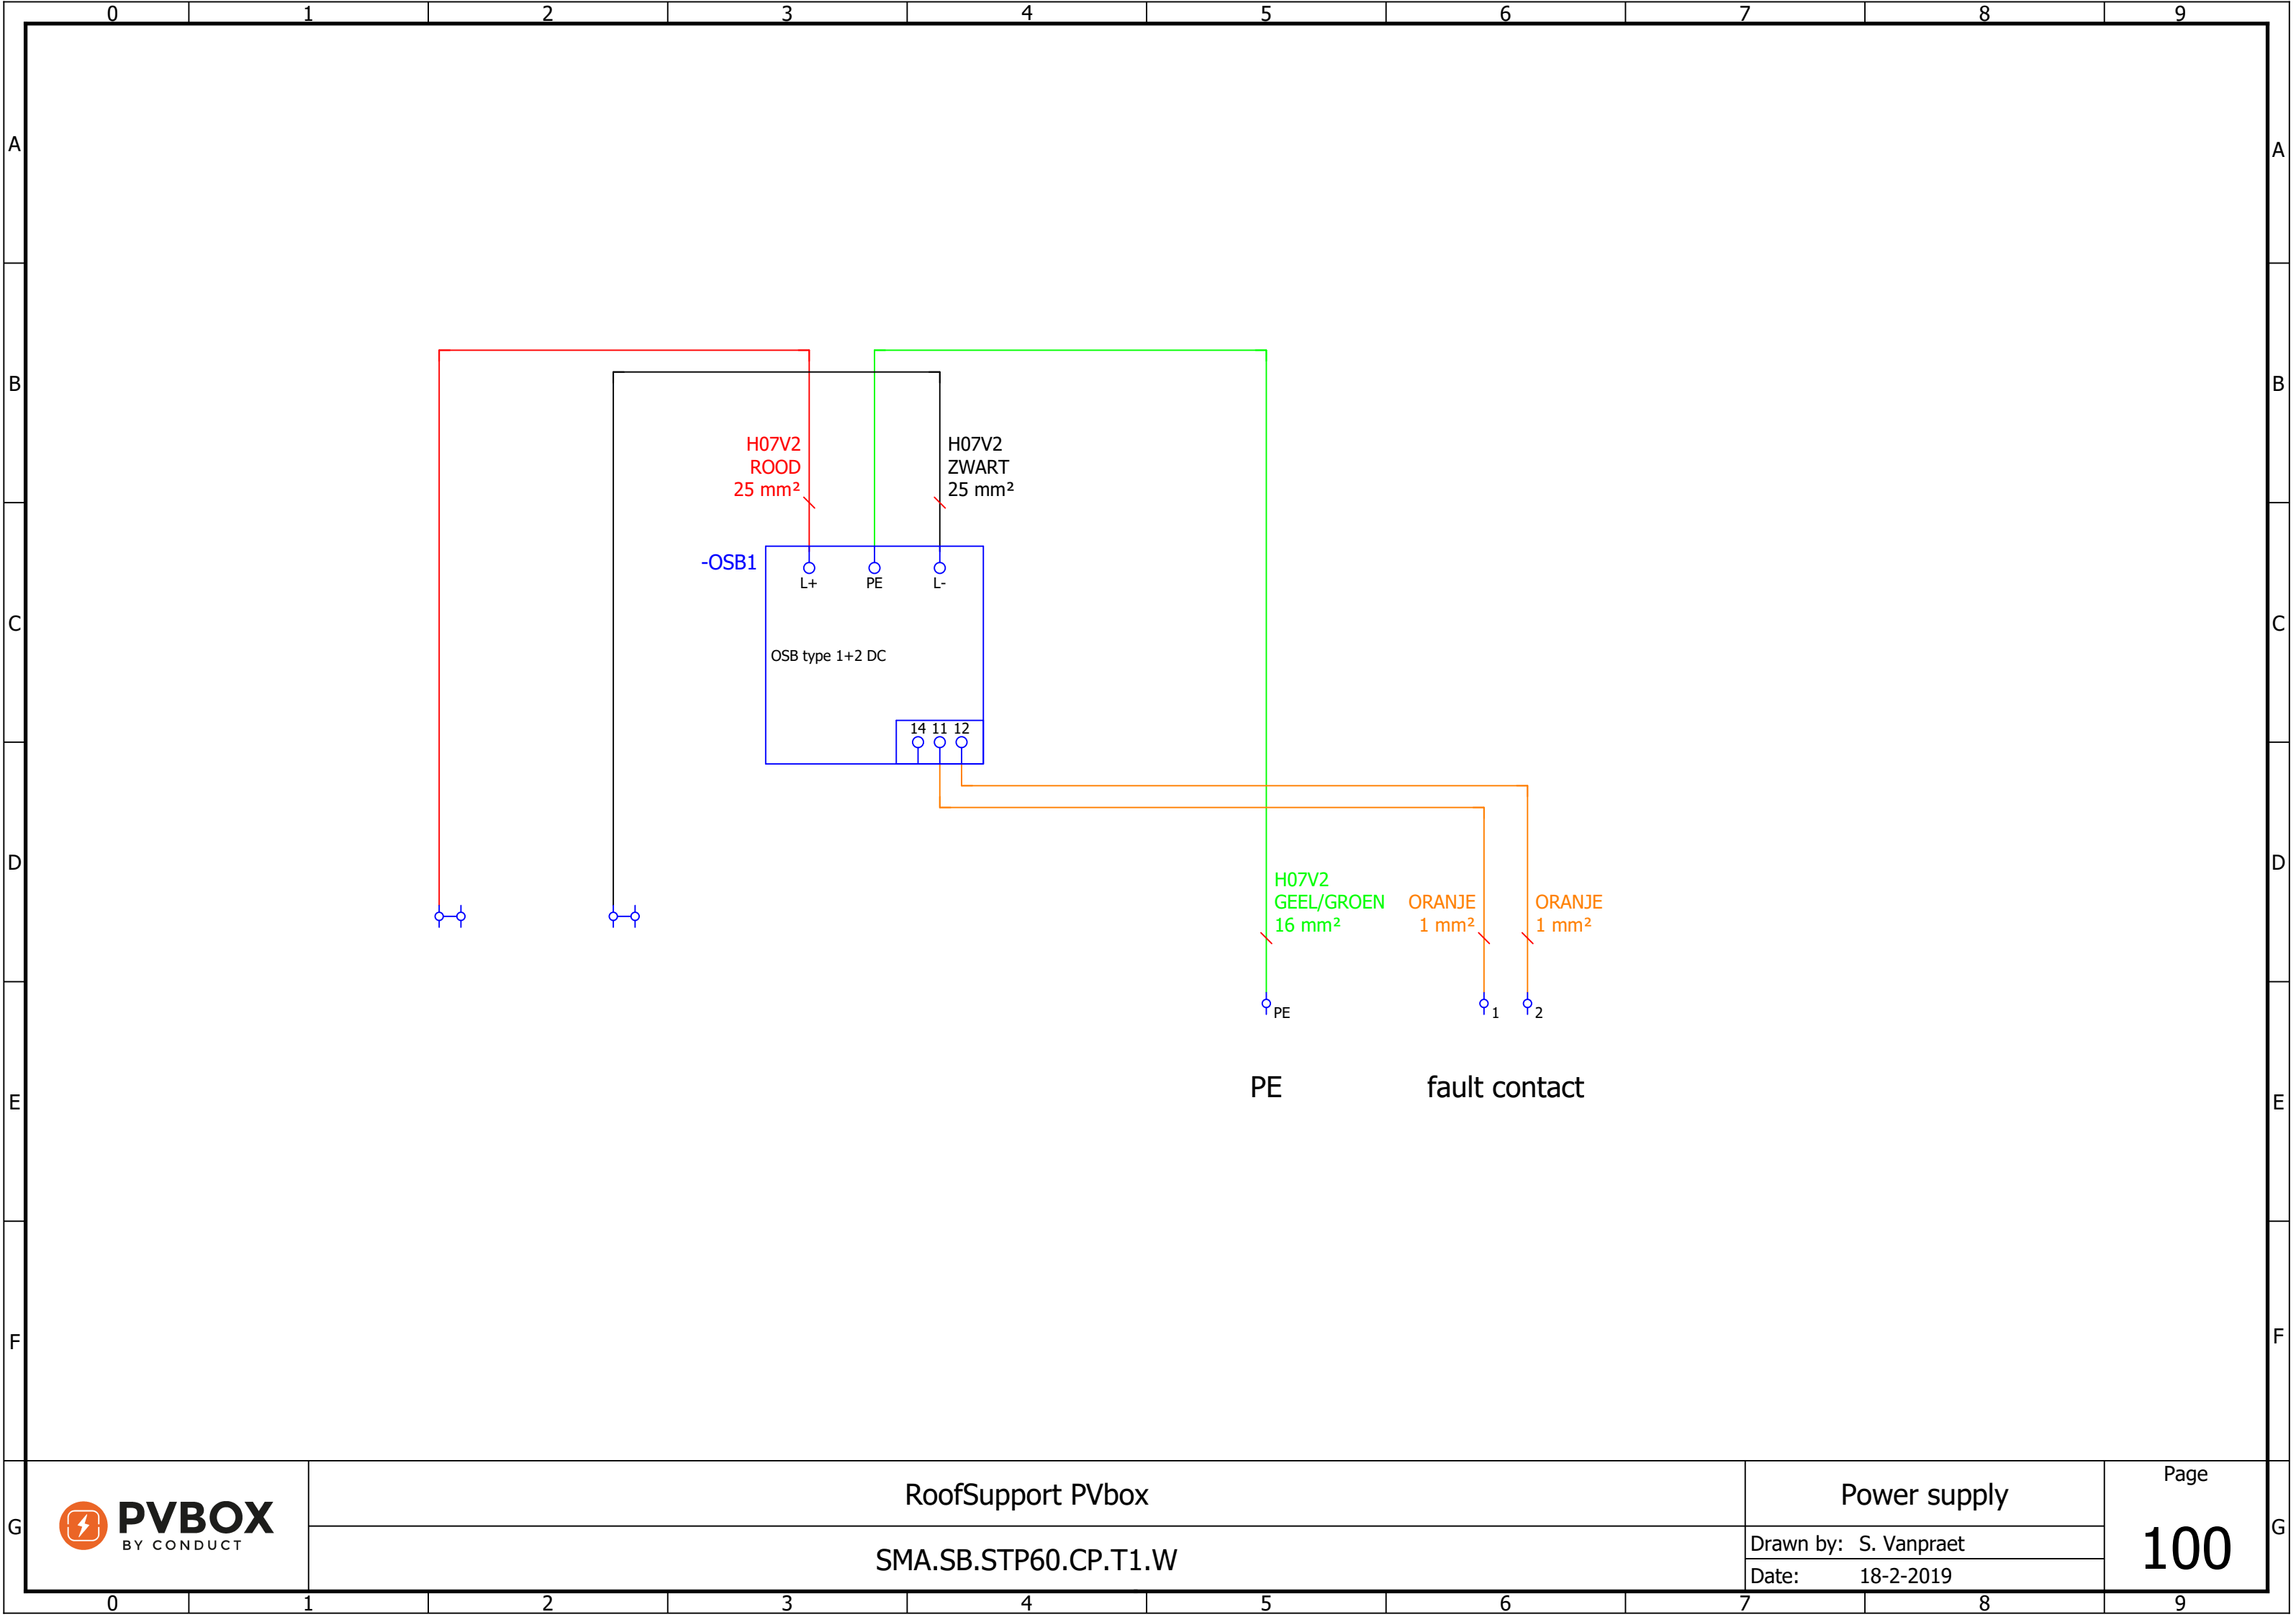 0 1 2 3 4 5 6 7 8 9
A A
B B
H07V2 H07V2
ROOD ZWART
25 mm² 25 mm²
-OSB1
L+ PE L-
C C
OSB type 1+2 DC
14 11 12
D D
H07V2
GEEL/GROEN ORANJE ORANJE
16 mm² 1 mm² 1 mm²
PE 1 2
PE fault contact
E E
F F
Page
RoofSupport PVbox Power supply
PVBOX
BY CONDUCT
G G
Drawn by: S. Vanpraet
100
SMA.SB.STP60.CP.T1.W
Date: 18-2-2019
0 1 2 3 4 5 6 7 8 9